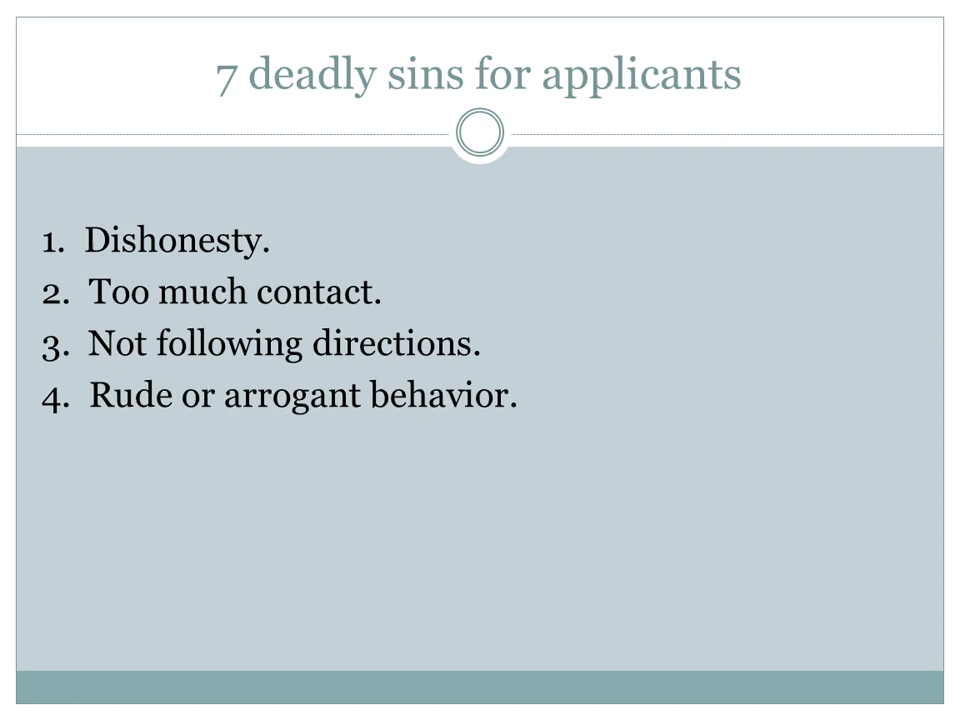 7 deadly sins for applicants
1. Dishonesty.
2. Too much contact.
3. Not following directions.
4. Rude or arrogant behavior.